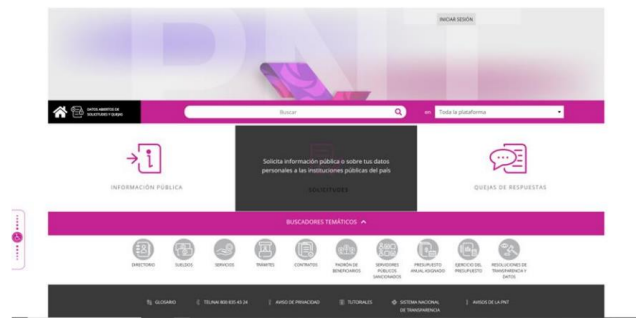 PNT
INICIAR SESIÓN
DATOS ABIERTOS DE
SOLICITUDES Y QUEJAS
Buscar
en
Toda la plataforma
Solicita información pública o sobre tus datos
personales a las instituciones públicas del país
INFORMACIÓN PÚBLICA
SOLICITUDES
QUEJAS DE RESPUESTAS
BUSCADORES TEMÁTICOS
DIRECTORIO
SUELDOS
SERVICIOS
TRÁMITES
CONTRATOS
PADRÓN DE
BENEFICIARIOS
SERVIDORES
PÚBLICOS
SANCIONADOS
PRESUPUESTO
ANUAL ASIGNADO
EJERCICIO DEL
PRESUPUESTO
RESOLUCIONES DE
TRANSPARENCIA Y
DATOS
GLOSARIO
TELINAI 800 835 43 24
AVISO DE PRIVACIDAD
TUTORIALES
SISTEMA NACIONAL
DE TRANSPARENCIA
AVISOS DE LA PNT